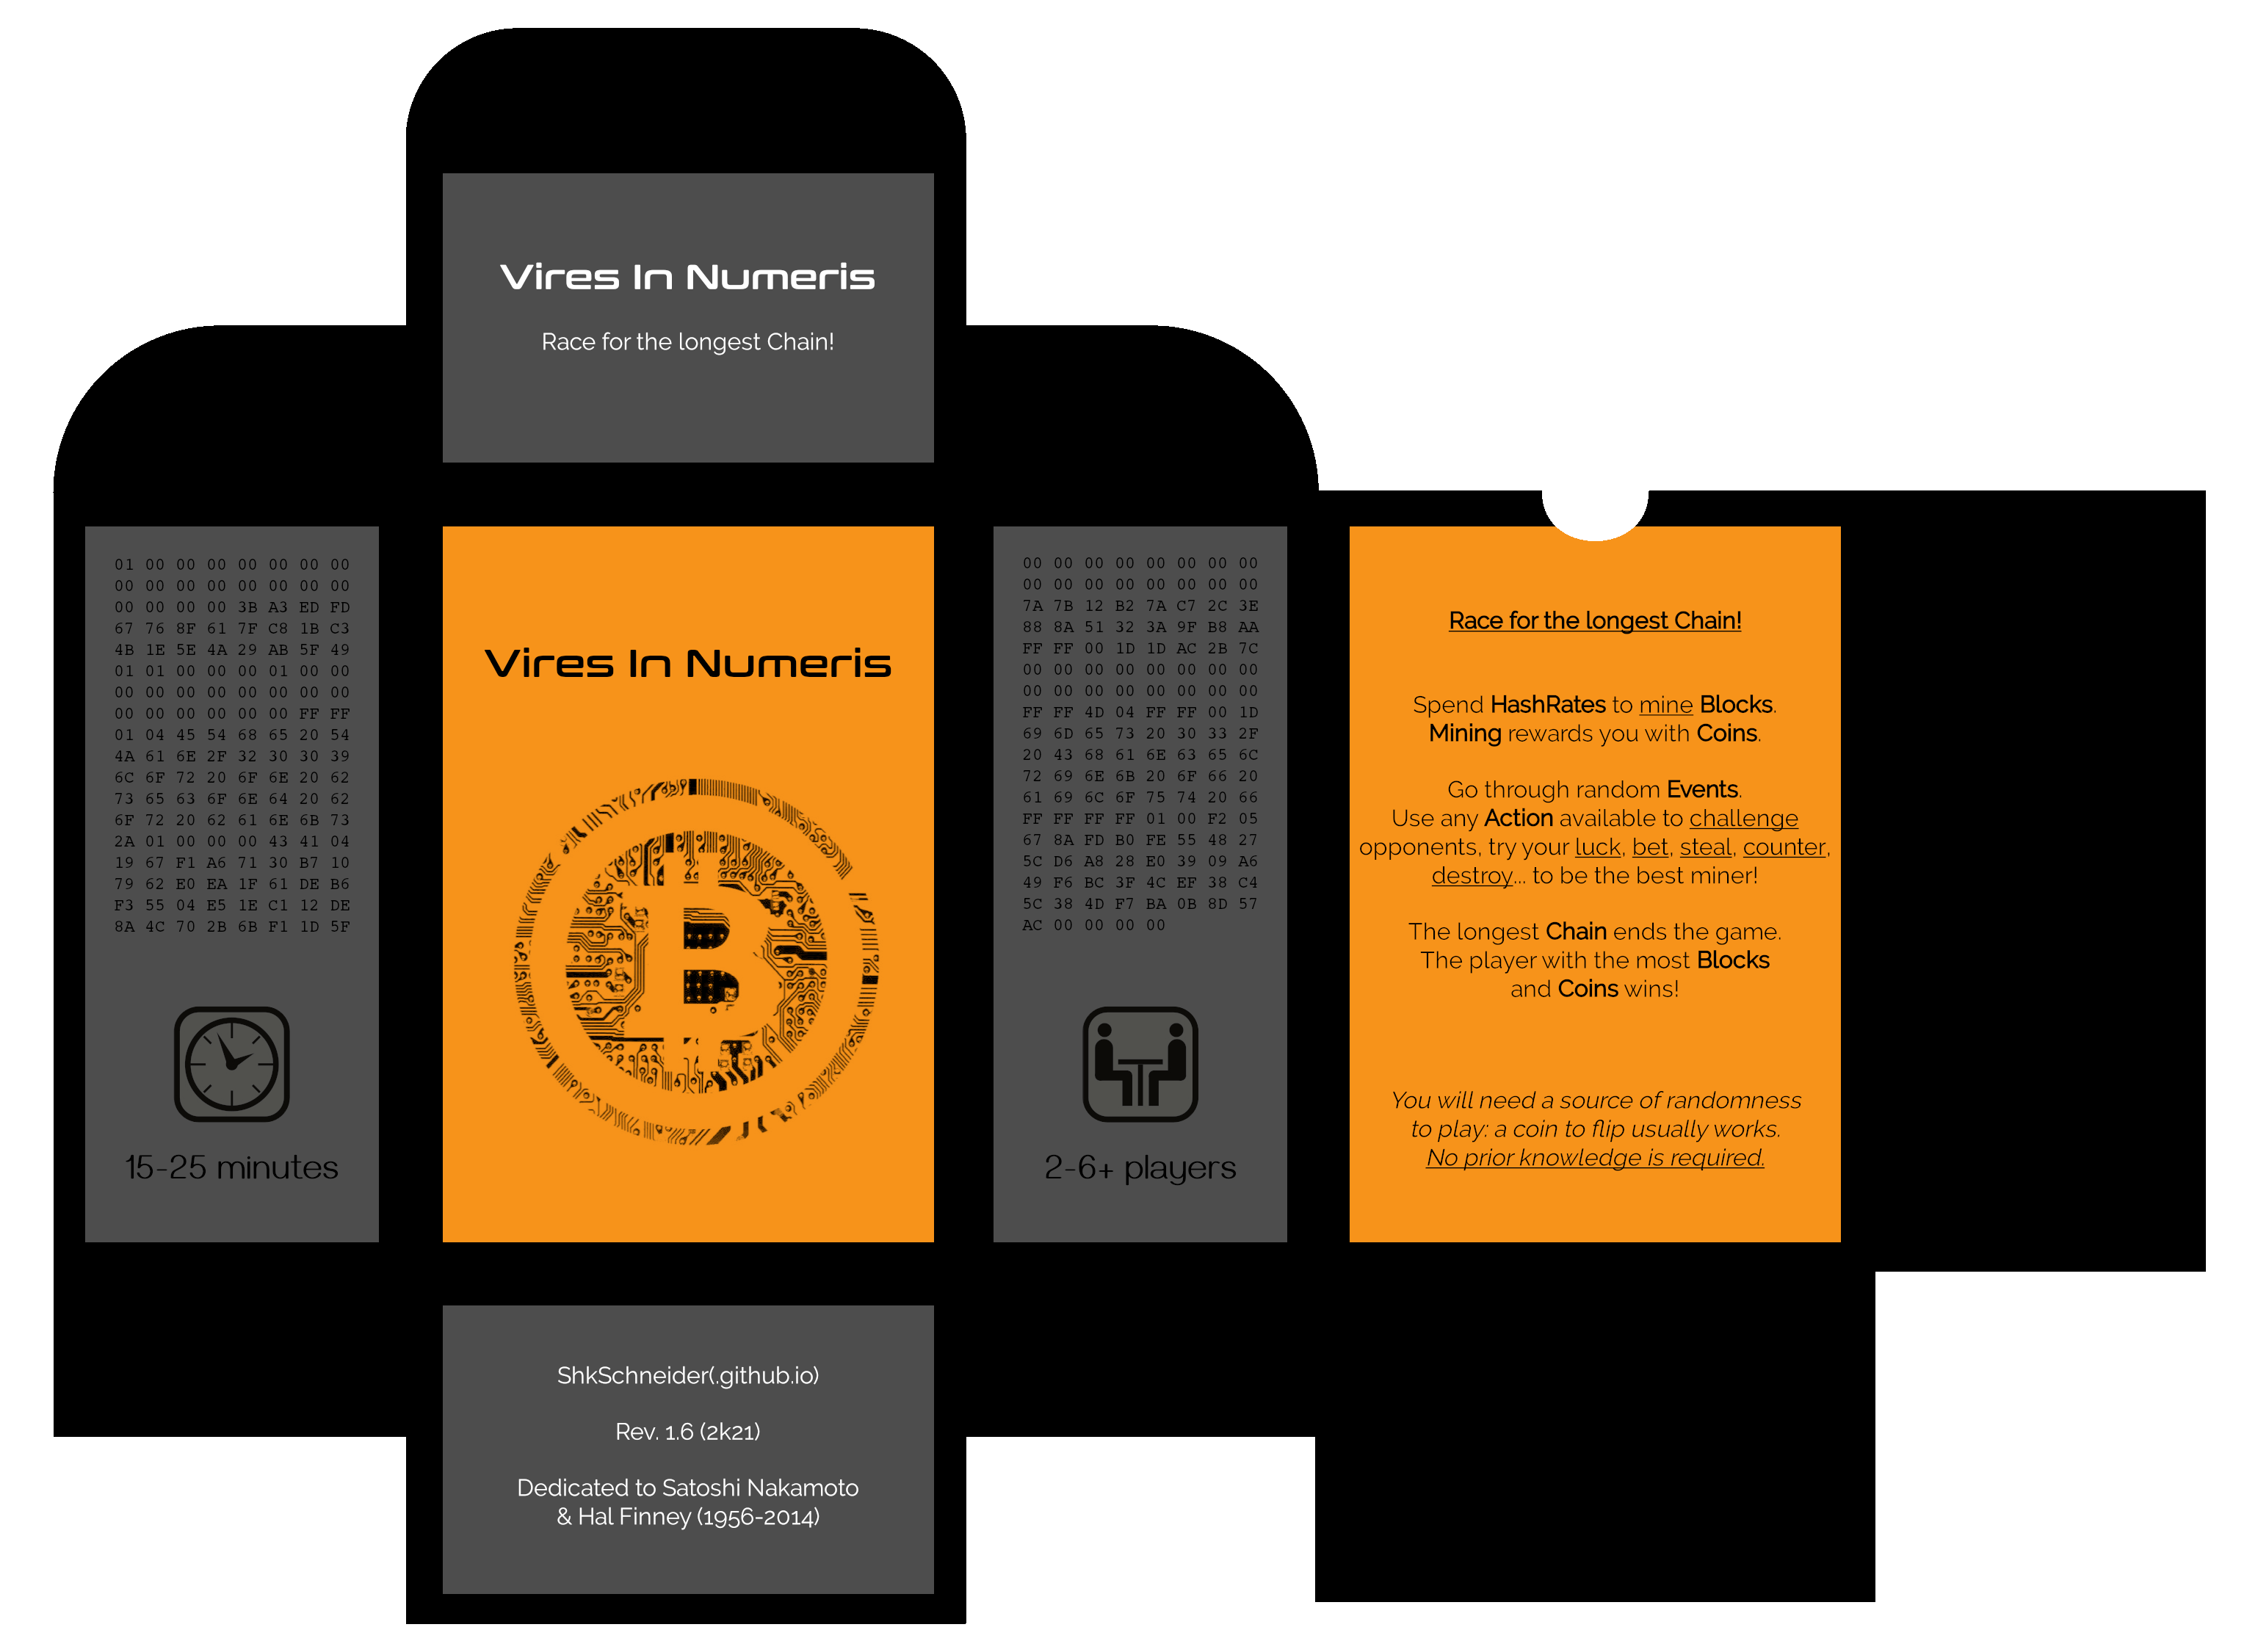 Vires In Numeris
Race for the longest Chain!
01 00 00 00 00 00 00 00
00 00 00 00 00 00 00 00
00 00 00 00 3B A3 ED FD
67 76 8F 61 7F C8 1B C3
4B 1E 5E 4A 29 AB 5F 49
01 01 00 00 00 01 00 00
00 00 00 00 00 00 00 00
00 00 00 00 00 00 FF FF
01 04 45 54 68 65 20 54
4A 61 6E 2F 32 30 30 39
6C 6F 72 20 6F 6E 20 62
73 65 63 6F 6E 64 20 62
6F 72 20 62 61 6E 6B 73
2A 01 00 00 00 43 41 04
19 67 F1 A6 71 30 B7 10
79 62 E0 EA 1F 61 DE B6
F3 55 04 E5 1E C1 12 DE
8A 4C 70 2B 6B F1 1D 5F
15-25 minutes
Vires In Numeris
00 00 00 00 00 00 00 00
00 00 00 00 00 00 00 00
7A 7B 12 B2 7A C7 2C 3E
88 8A 51 32 3A 9F B8 AA
FF FF 00 1D 1D AC 2B 7C
00 00 00 00 00 00 00 00
00 00 00 00 00 00 00 00
FF FF 4D 04 FF FF 00 1D
69 6D 65 73 20 30 33 2F
20 43 68 61 6E 63 65 6C
72 69 6E 6B 20 6F 66 20
61 69 6C 6F 75 74 20 66
FF FF FF FF 01 00 F2 05
67 8A FD B0 FE 55 48 27
5C D6 A8 28 E0 39 09 A6
49 F6 BC 3F 4C EF 38 C4
5C 38 4D F7 BA 0B 8D 57
AC 00 00 00 00
2-6+ players
Race for the longest Chain!
Spend HashRates to mine Blocks.
Mining rewards you with Coins.
Go through random Events.
Use any Action available to challenge
opponents, try your luck, bet, steal, counter,
destroy... to be the best miner!
The longest Chain ends the game.
The player with the most Blocks
and Coins wins!
You will need a source of randomness
to play: a coin to flip usually works.
No prior knowledge is required.
ShkSchneider(.github.io)
Rev. 1.6 (2k21)
Dedicated to Satoshi Nakamoto
& Hal Finney (1956-2014)